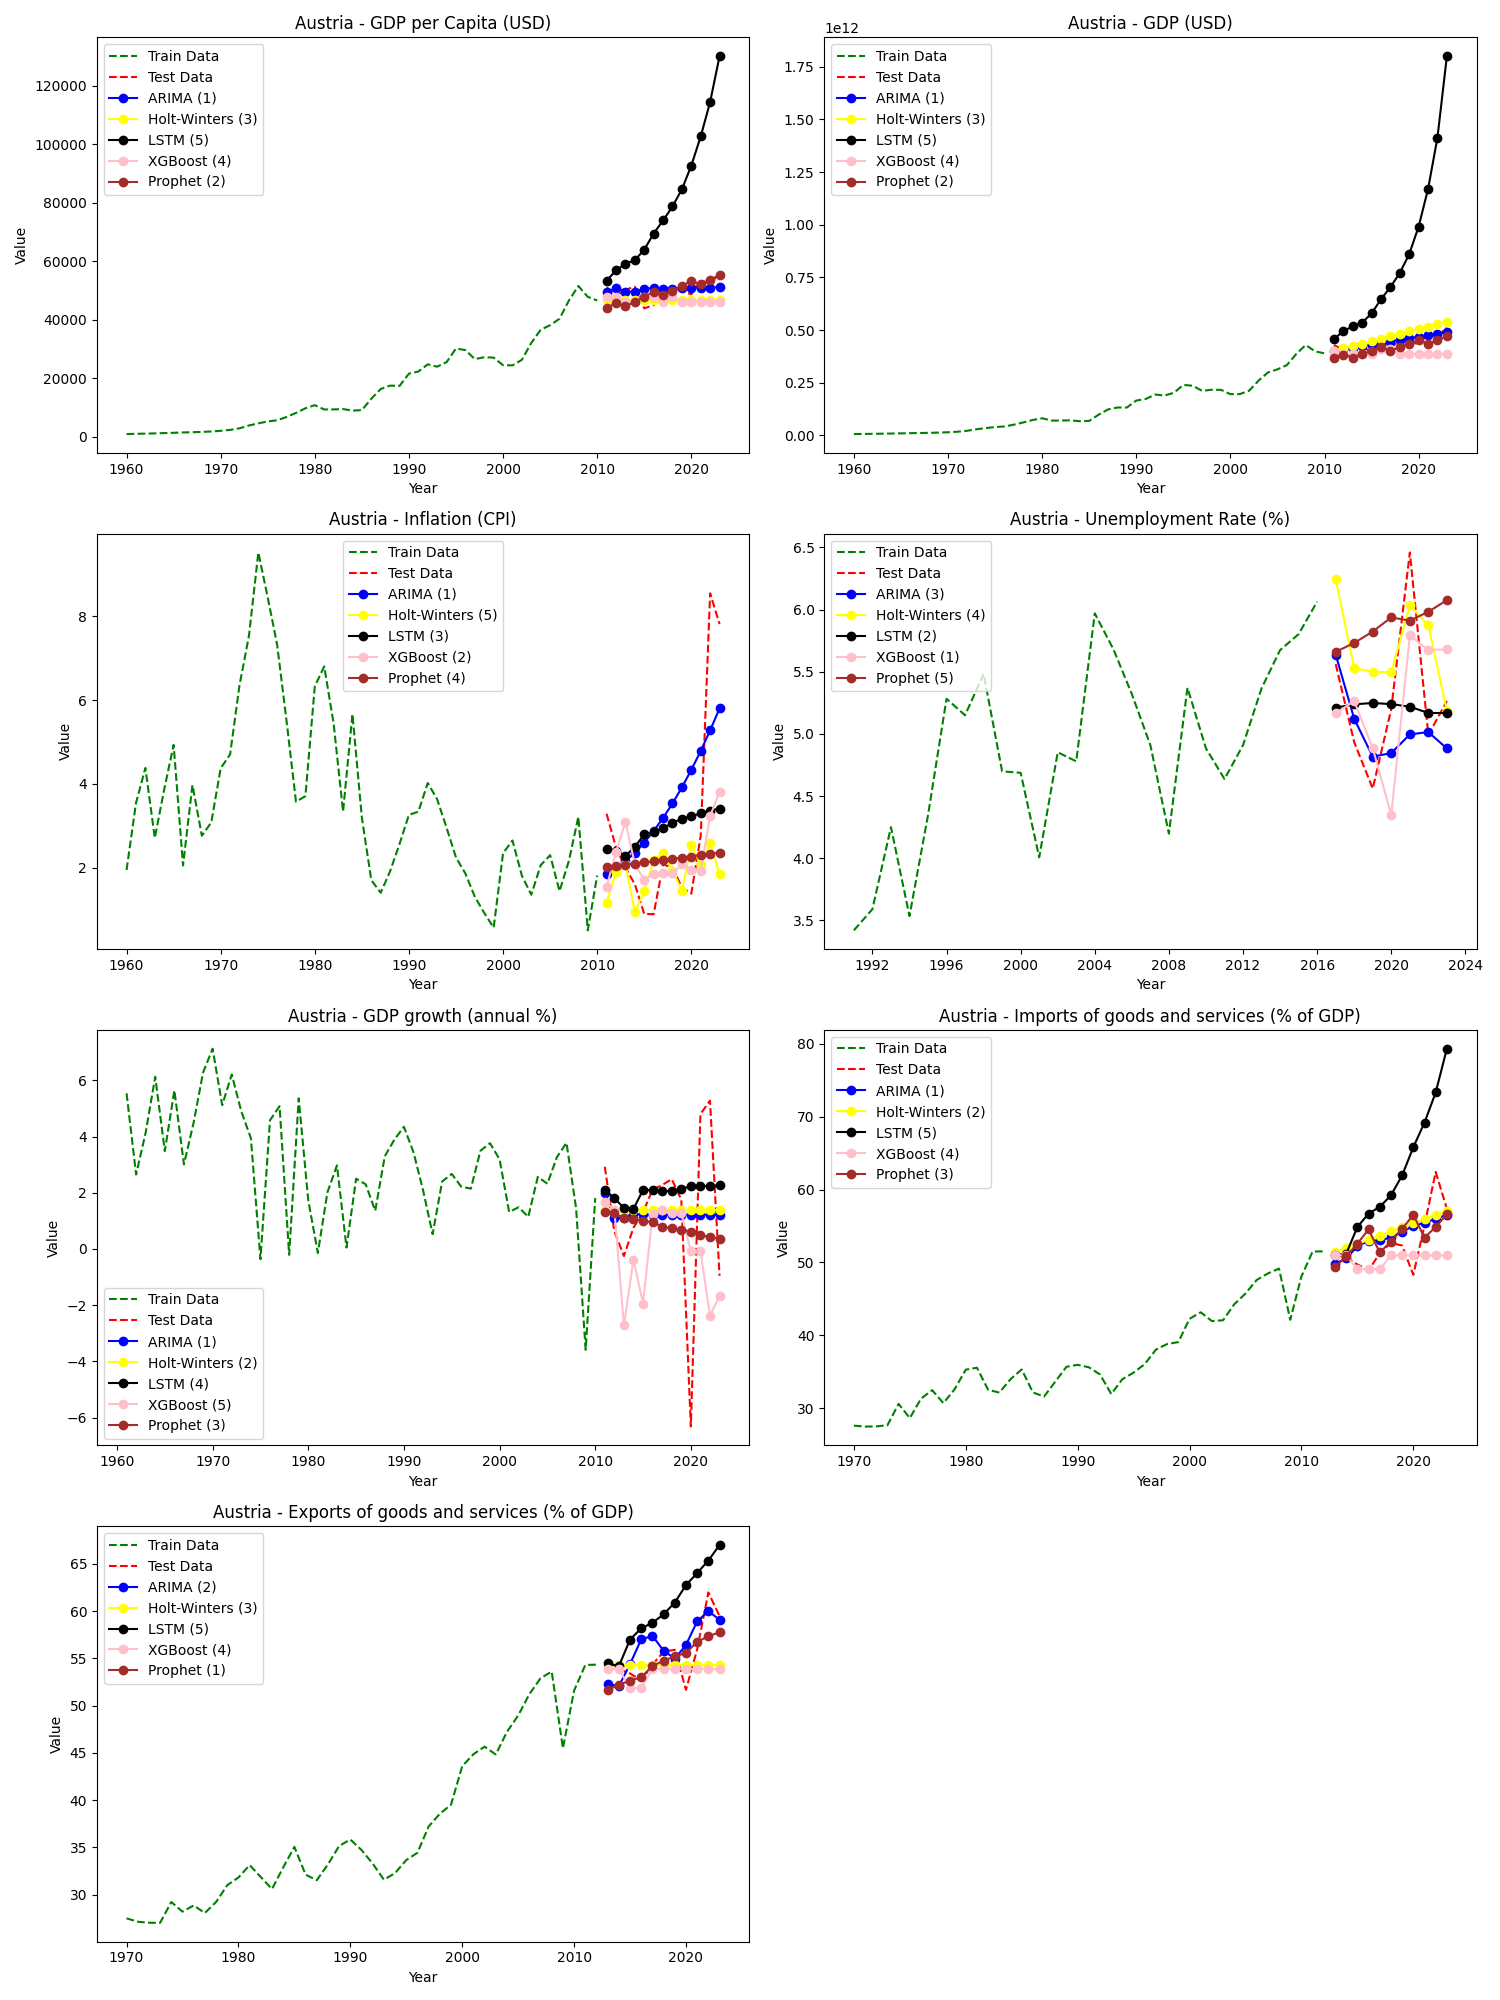 Austria - GDP per Capita (USD)
Train Data
Test Data
ARIMA (1)
Holt-Winters (3)
LSTM (5)
XGBoost (4)
Prophet (2)
120000
100000
80000
60000
40000
20000
0
Value
1960 1970 1980 1990 2000 2010 2020
Year
Austria - GDP (USD)
1e12
Train Data
Test Data
ARIMA (1)
Holt-Winters (3)
LSTM (5)
XGBoost (4)
Prophet (2)
1.75
1.50
1.25
1.00
0.75
0.50
0.25
0.00
Value
1960 1970 1980 1990 2000 2010 2020
Year
Austria - Inflation (CPI)
Train Data
Test Data
ARIMA (1)
Holt-Winters (5)
LSTM (3)
XGBoost (2)
Prophet (4)
8
6
4
2
Value
1960 1970 1980 1990 2000 2010 2020
Year
Austria - Unemployment Rate (%)
Train Data
Test Data
ARIMA (3)
Holt-Winters (4)
LSTM (2)
XGBoost (1)
Prophet (5)
6.5
6.0
5.5
5.0
4.5
4.0
3.5
Value
1992 1996 2000 2004 2008 2012 2016 2020 2024
Year
Austria - GDP growth (annual %)
Train Data
Test Data
ARIMA (1)
Holt-Winters (2)
LSTM (4)
XGBoost (5)
Prophet (3)
6
4
2
0
−2
−4
−6
Value
1960 1970 1980 1990 2000 2010 2020
Year
Austria - Imports of goods and services (% of GDP)
Train Data
Test Data
ARIMA (1)
Holt-Winters (2)
LSTM (5)
XGBoost (4)
Prophet (3)
80
70
60
50
40
30
Value
1970 1980 1990 2000 2010 2020
Year
Austria - Exports of goods and services (% of GDP)
Train Data
Test Data
ARIMA (2)
Holt-Winters (3)
LSTM (5)
XGBoost (4)
Prophet (1)
65
60
55
50
45
40
35
30
Value
1970 1980 1990 2000 2010 2020
Year